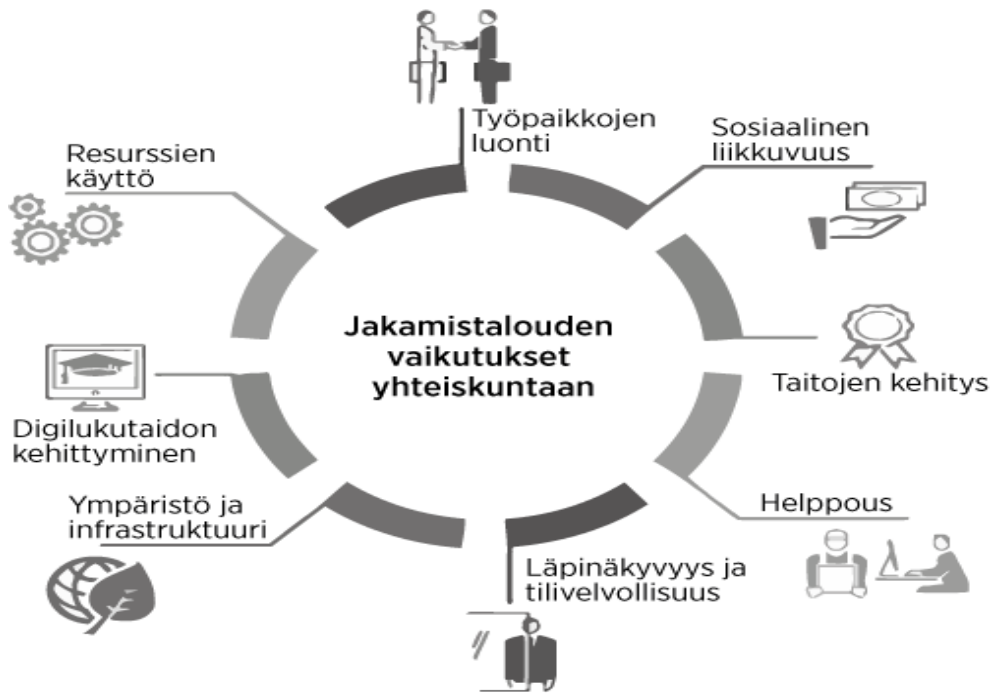 Työpaikkojen
luonti
Sosiaalinen
liikkuvuus
Resurssien
käyttö
Jakamistalouden
vaikutukset
yhteiskuntaan
Taitojen kehitys
Digilukutaidon
kehittyminen
Helppous
Ympäristö ja
infrastruktuuri
Läpinäkyvyys ja
tilivelvollisuus